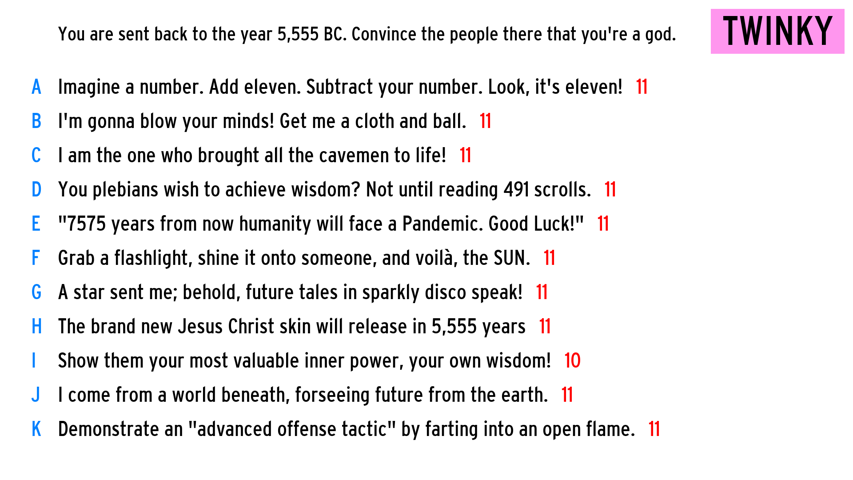 You are sent back to the year 5,555 BC. Convince the people there that you're a god.
TWINKY
A Imagine a number. Add eleven. Subtract your number. Look, it's eleven! 11
B I'm gonna blow your minds! Get me a cloth and ball. 11
C I am the one who brought all the cavemen to life! 11
D You plebians wish to achieve wisdom? Not until reading 491 scrolls. 11
E "7575 years from now humanity will face a Pandemic. Good Luck!" 11
F Grab a flashlight, shine it onto someone, and voilà, the SUN. 11
G A star sent me; behold, future tales in sparkly disco speak! 11
H The brand new Jesus Christ skin will release in 5,555 years 11
I Show them your most valuable inner power, your own wisdom! 10
J I come from a world beneath, forseeing future from the earth. 11
K Demonstrate an "advanced offense tactic" by farting into an open flame. 11